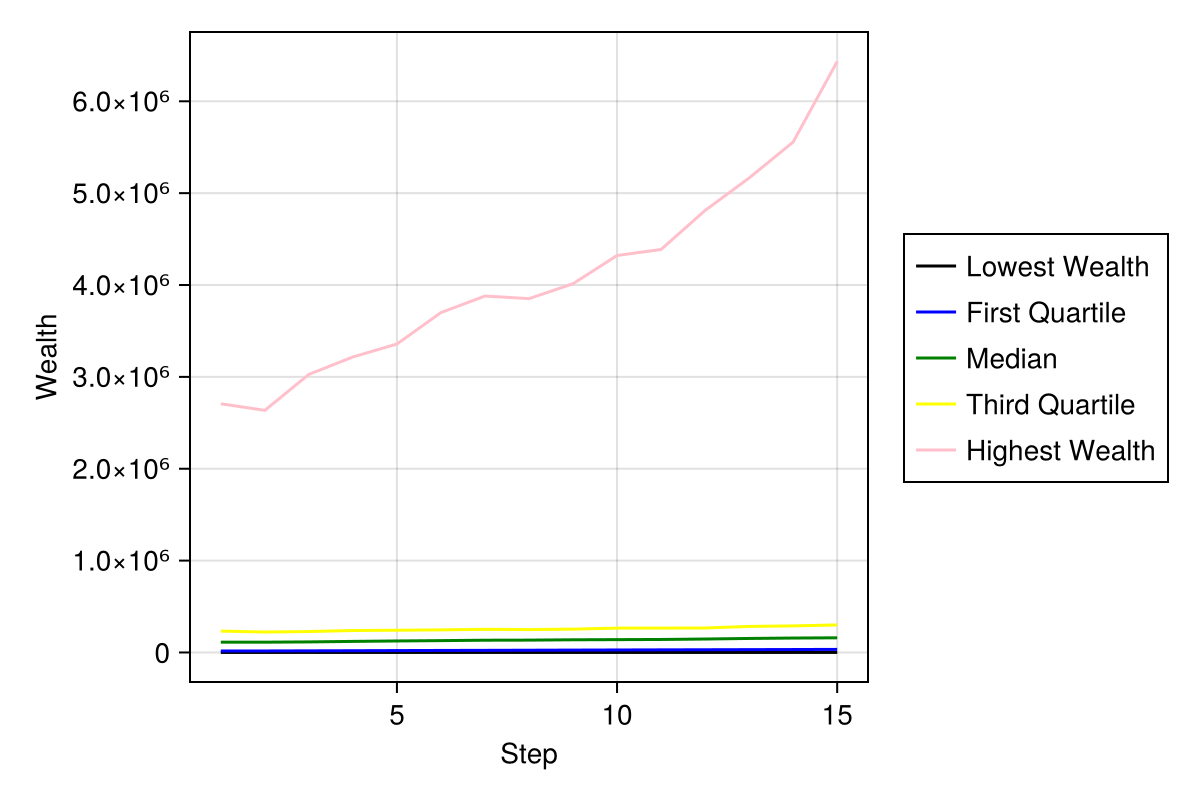 6.0×10⁶
5.0×10⁶
4.0×10⁶
3.0×10⁶
2.0×10⁶
1.0×10⁶
0
Wealth
5 10 15
Step
Lowest Wealth
First Quartile
Median
Third Quartile
Highest Wealth